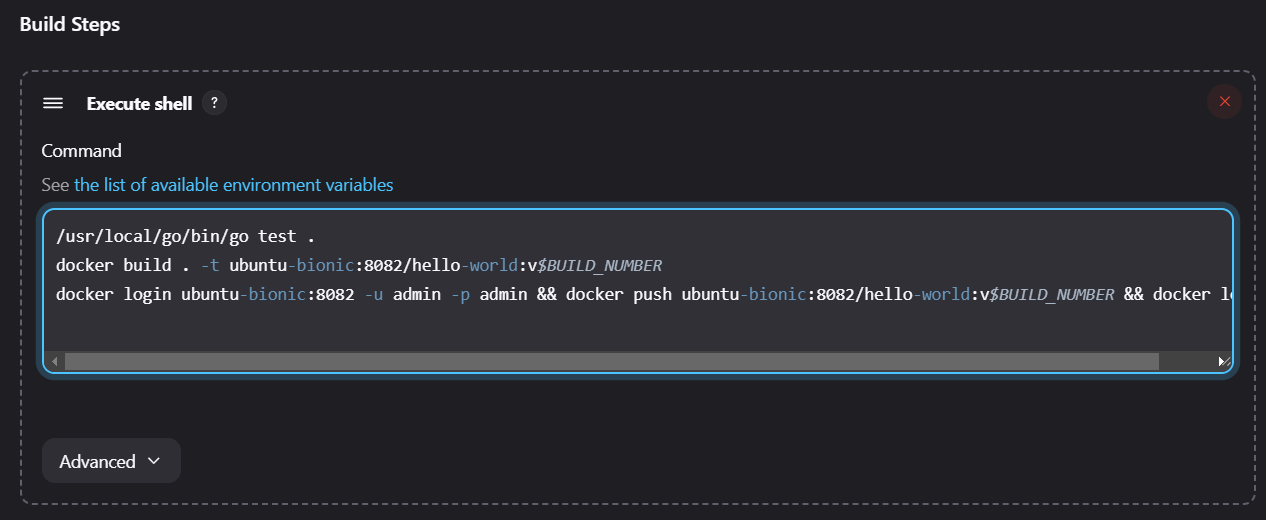 Build Steps
Execute shell ?
Command
See the list of available environment variables
/usr/local/go/bin/go test .
docker build . -t ubuntu-bionic:8082/hello-world:v$BUILD_NUMBER
docker login ubuntu-bionic:8082 -u admin -p admin && docker push ubuntu-bionic:8082/hello-world:v$BUILD_NUMBER && docker
Advanced